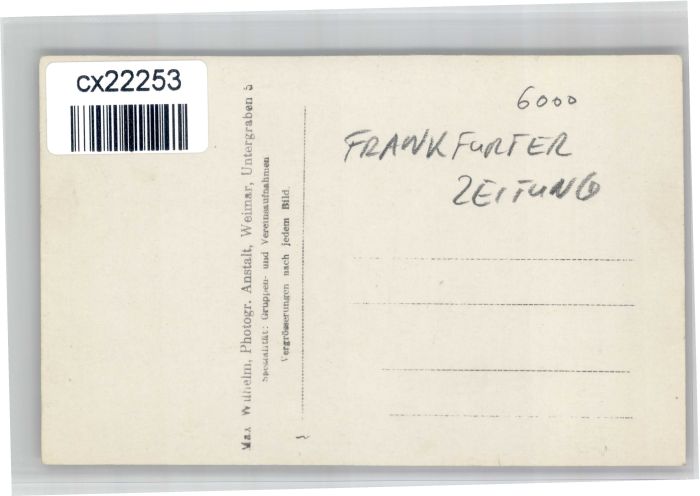 cx22253
Max Wilhelm, Photogr. Anstalt, Weimar, Untergraben 5
Spezialität: Gruppen- und Vereinsaufnahmen
Vergrösserungen nach jedem Bild.
6000
FRANKFURTER
ZEITUNG